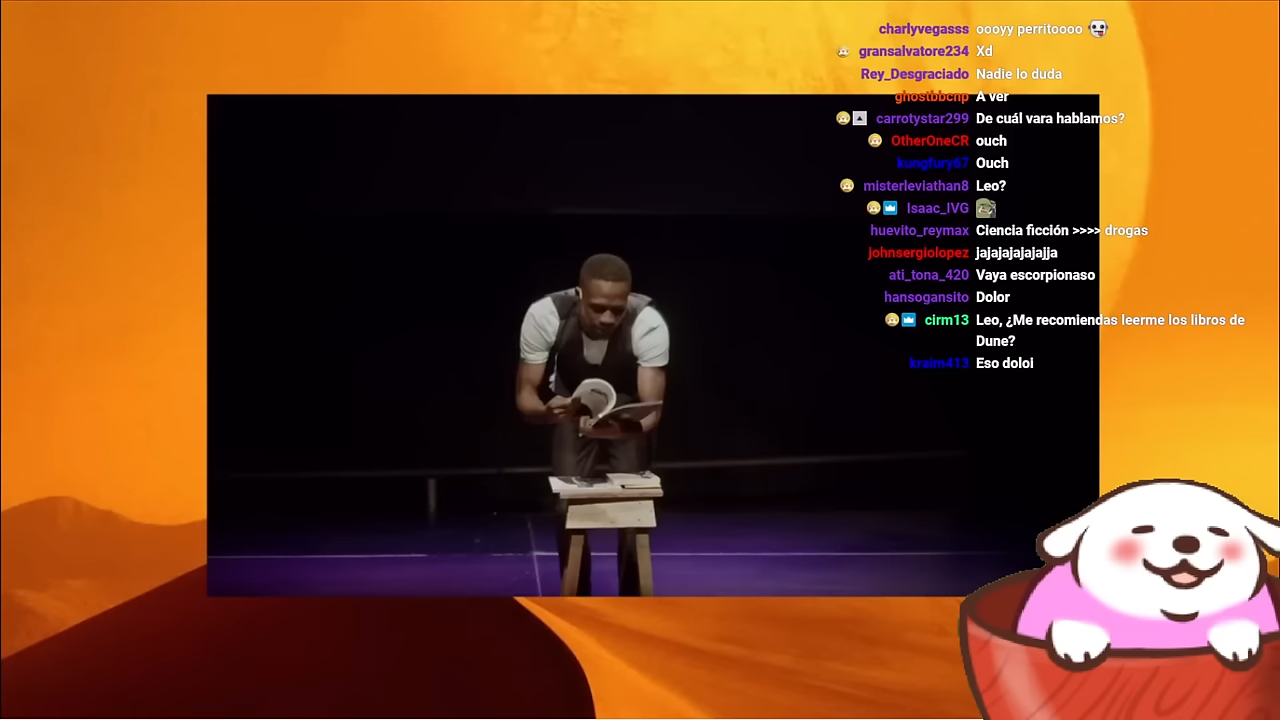 charlyvegasss oooyy perritoooo
gransalvatore234 Xd
Rey_Desgraciado Nadie lo duda
ghostbbcnp A ver
carrotystar299 De cuál vara hablamos?
OtherOneCR ouch
kungfury67 Ouch
misterleviathan8 Leo?
Isaac_IVG
huevito_reymax Ciencia ficción >>>> drogas
johnsergiolopez jajajajajajajja
ati_tona_420 Vaya escorpionaso
hansogansito Dolor
cirm13 Leo, ¿Me recomiendas leerme los libros de
Dune?
kraim413 Eso doloi